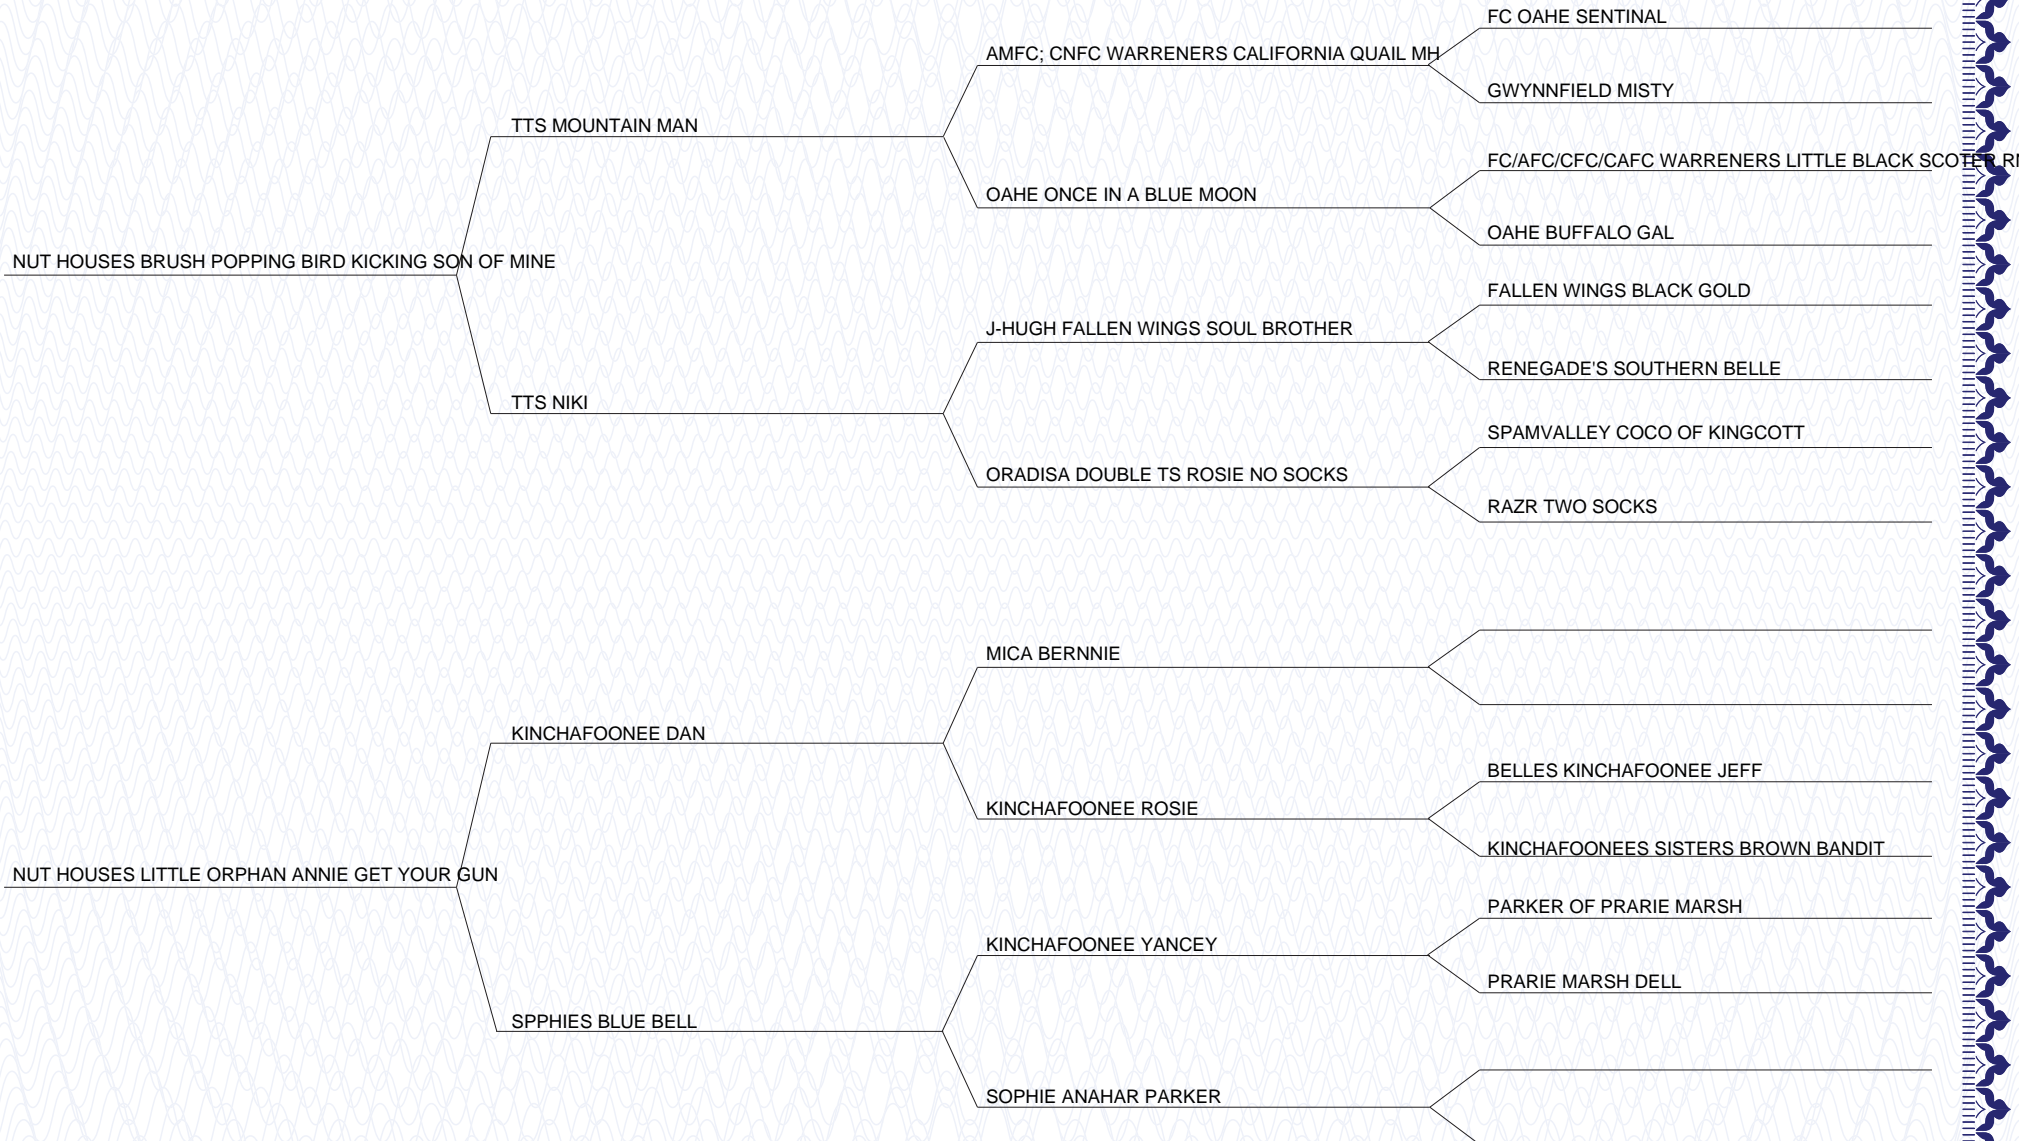 FC OAHE SENTINAL
AMFC; CNFC WARRENERS CALIFORNIA QUAIL MH
GWYNNFIELD MISTY
TTS MOUNTAIN MAN
FC/AFC/CFC/CAFC WARRENERS LITTLE BLACK SCOTER
OAHE ONCE IN A BLUE MOON
OAHE BUFFALO GAL
NUT HOUSES BRUSH POPPING BIRD KICKING SON OF MINE
FALLEN WINGS BLACK GOLD
J-HUGH FALLEN WINGS SOUL BROTHER
RENEGADE'S SOUTHERN BELLE
TTS NIKI
SPAMVALLEY COCO OF KINGCOTT
ORADISA DOUBLE TS ROSIE NO SOCKS
RAZR TWO SOCKS
MICA BERNNIE
KINCHAFOONEE DAN
BELLES KINCHAFOONEE JEFF
KINCHAFOONEE ROSIE
KINCHAFOONEES SISTERS BROWN BANDIT
NUT HOUSES LITTLE ORPHAN ANNIE GET YOUR GUN
PARKER OF PRARIE MARSH
KINCHAFOONEE YANCEY
PRARIE MARSH DELL
SPPHIES BLUE BELL
SOPHIE ANAHAR PARKER